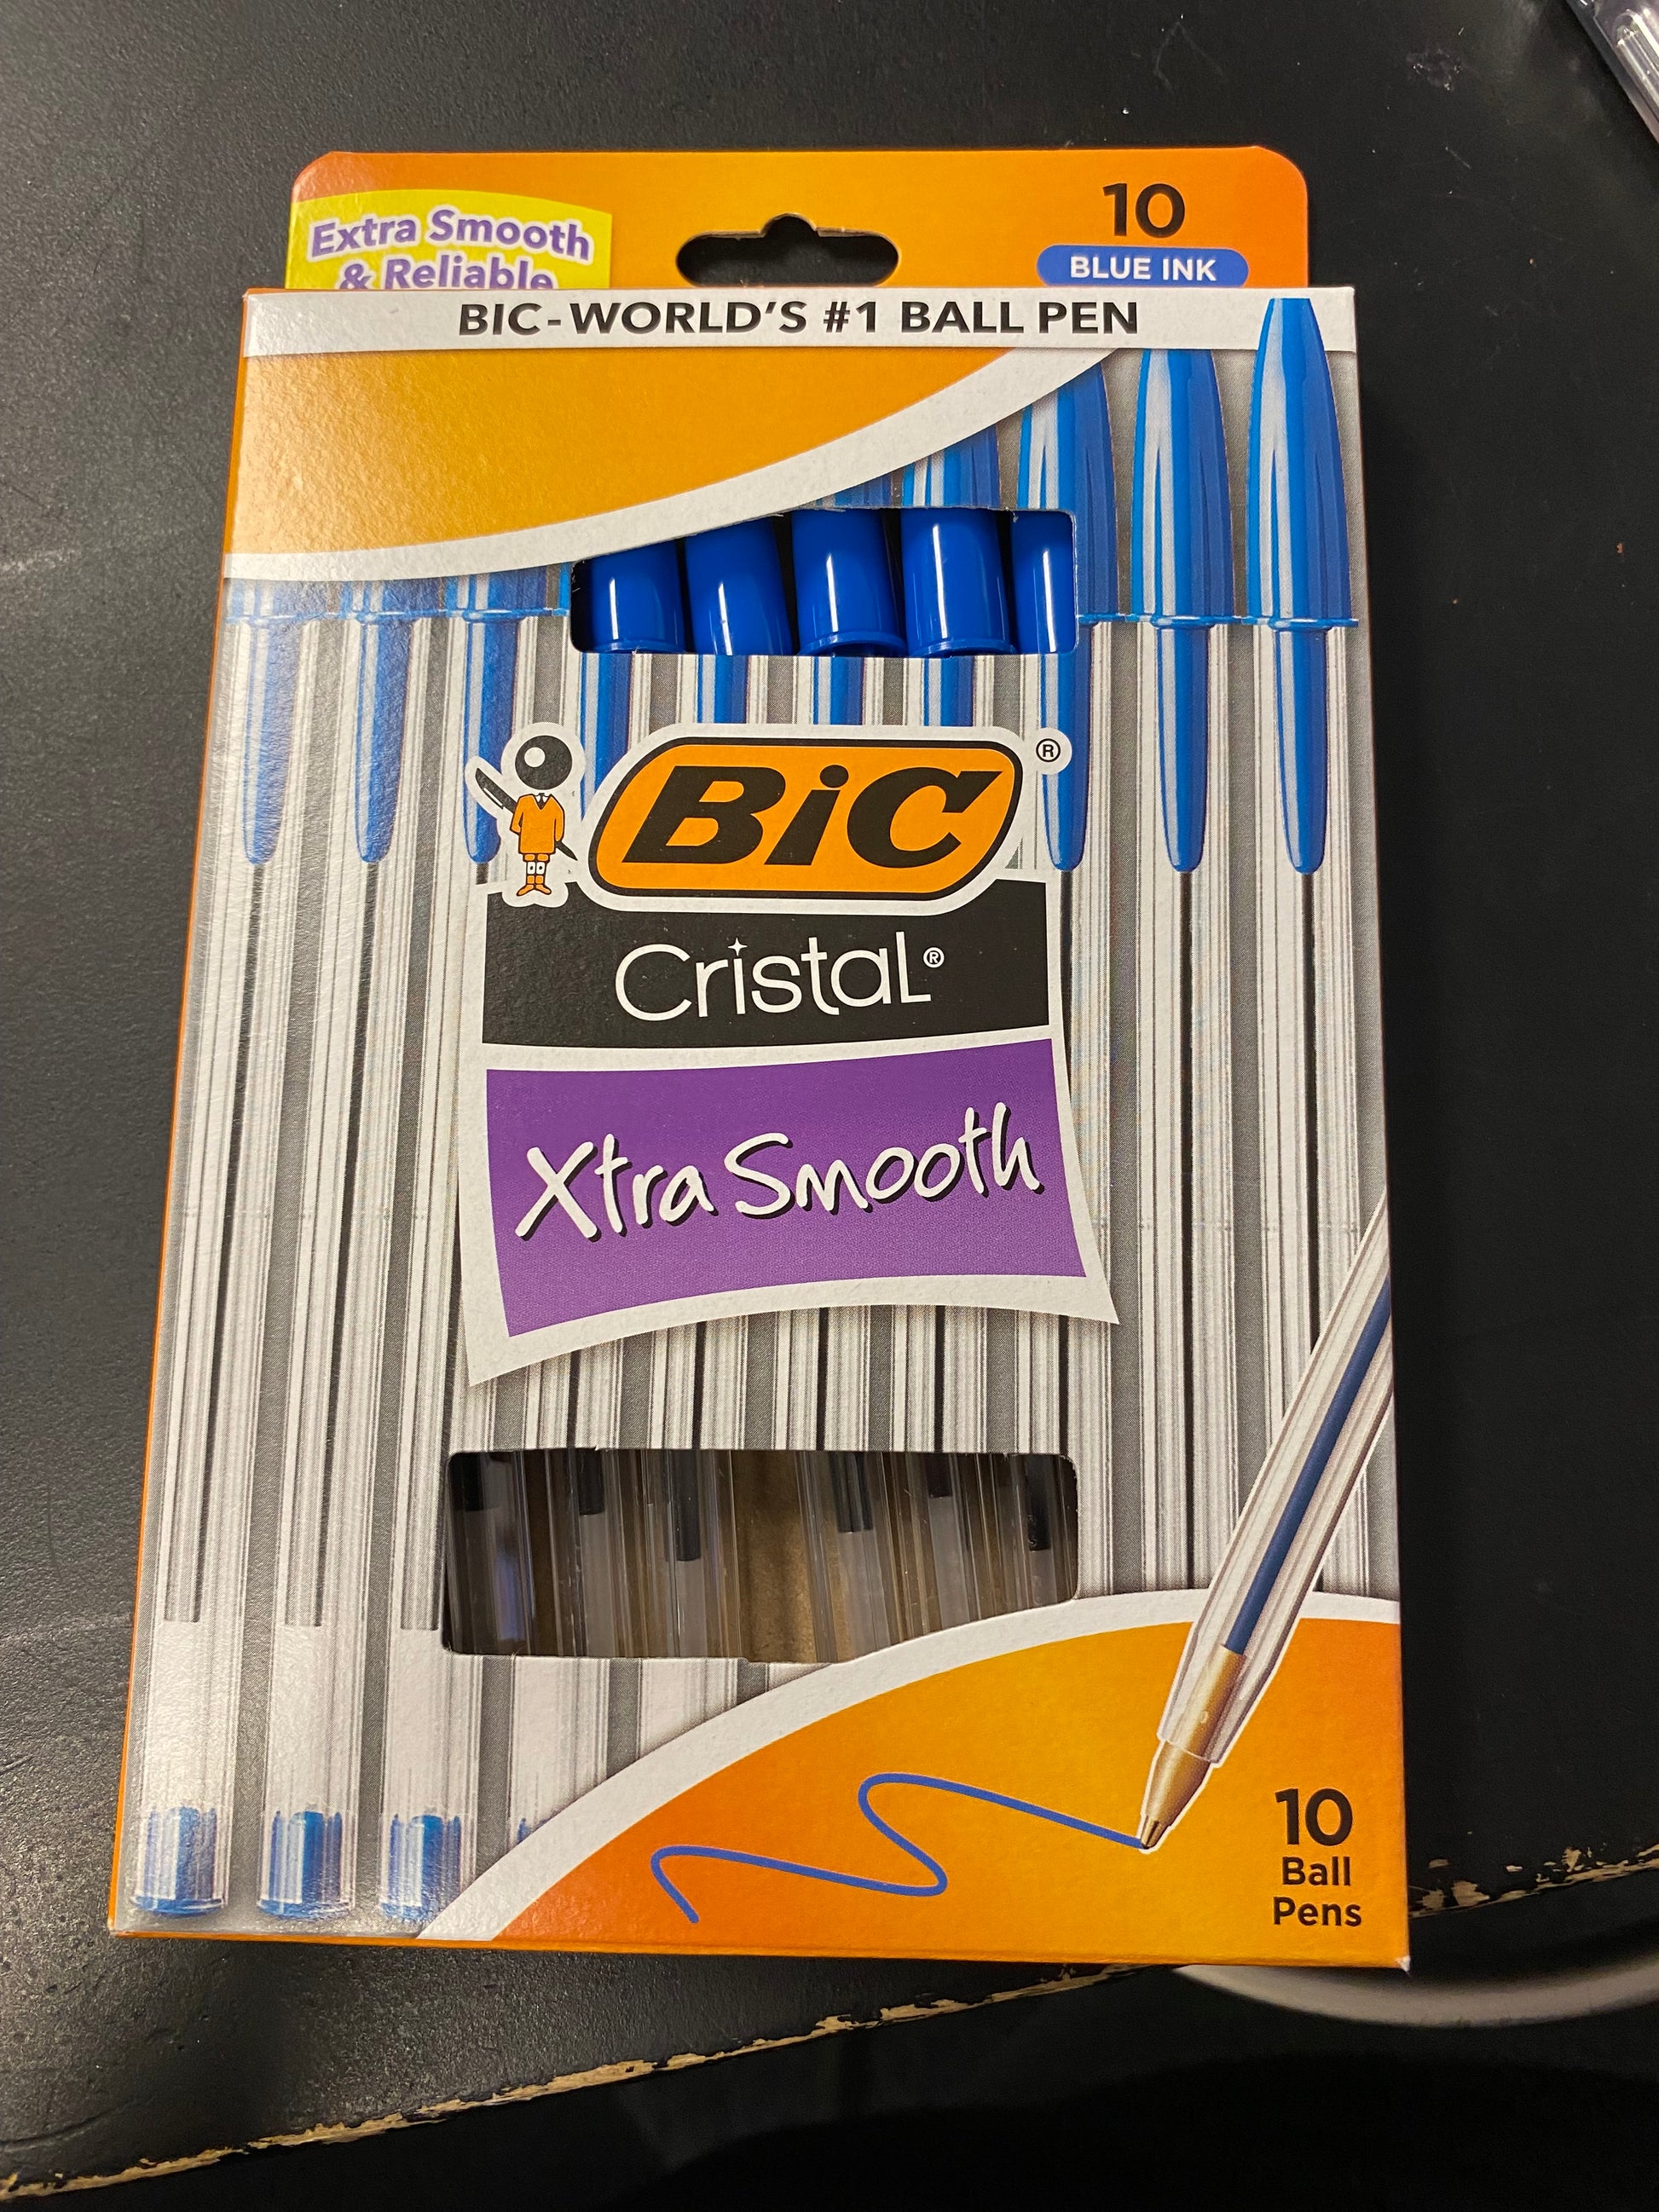 Extra Smooth
& Reliable
10
BLUE INK
BIC-WORLD'S #1 BALL PEN
BiC®
Cristal®
Xtra Smooth
10
Ball
Pens